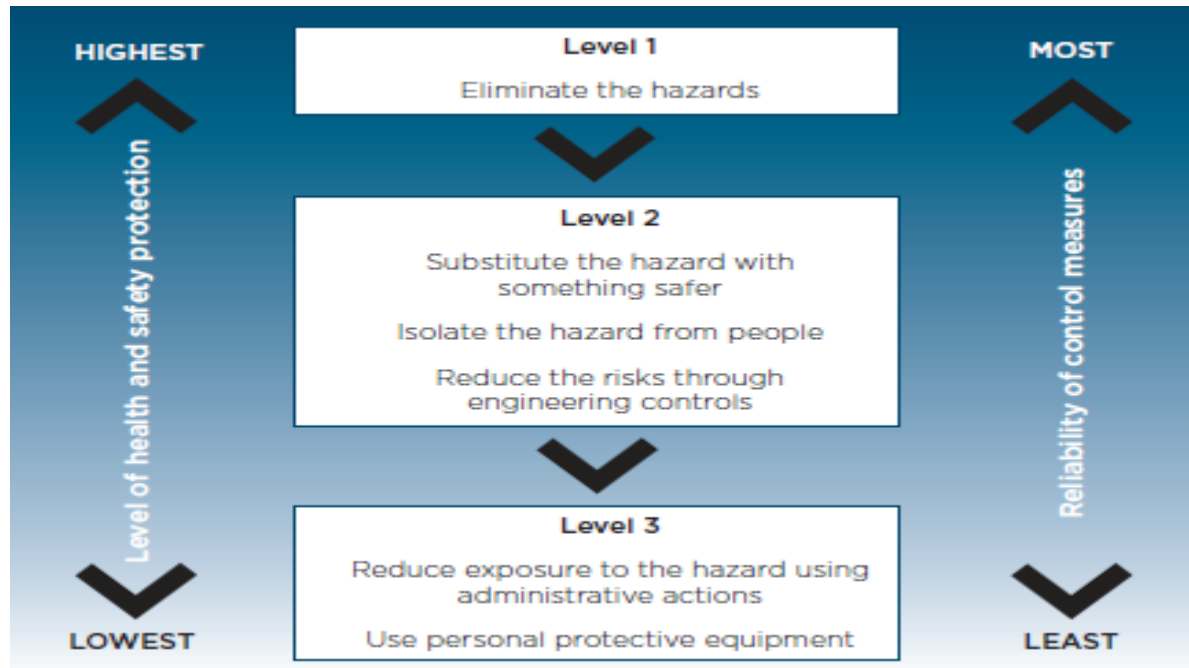 HIGHEST
Level 1
MOST
Eliminate the hazards
Level of health and safety protection
Reliability of control measures
Level 2
Substitute the hazard with
something safer
Isolate the hazard from people
Reduce the risks through
engineering controls
Level 3
Reduce exposure to the hazard using
administrative actions
Use personal protective equipment
LOWEST
LEAST